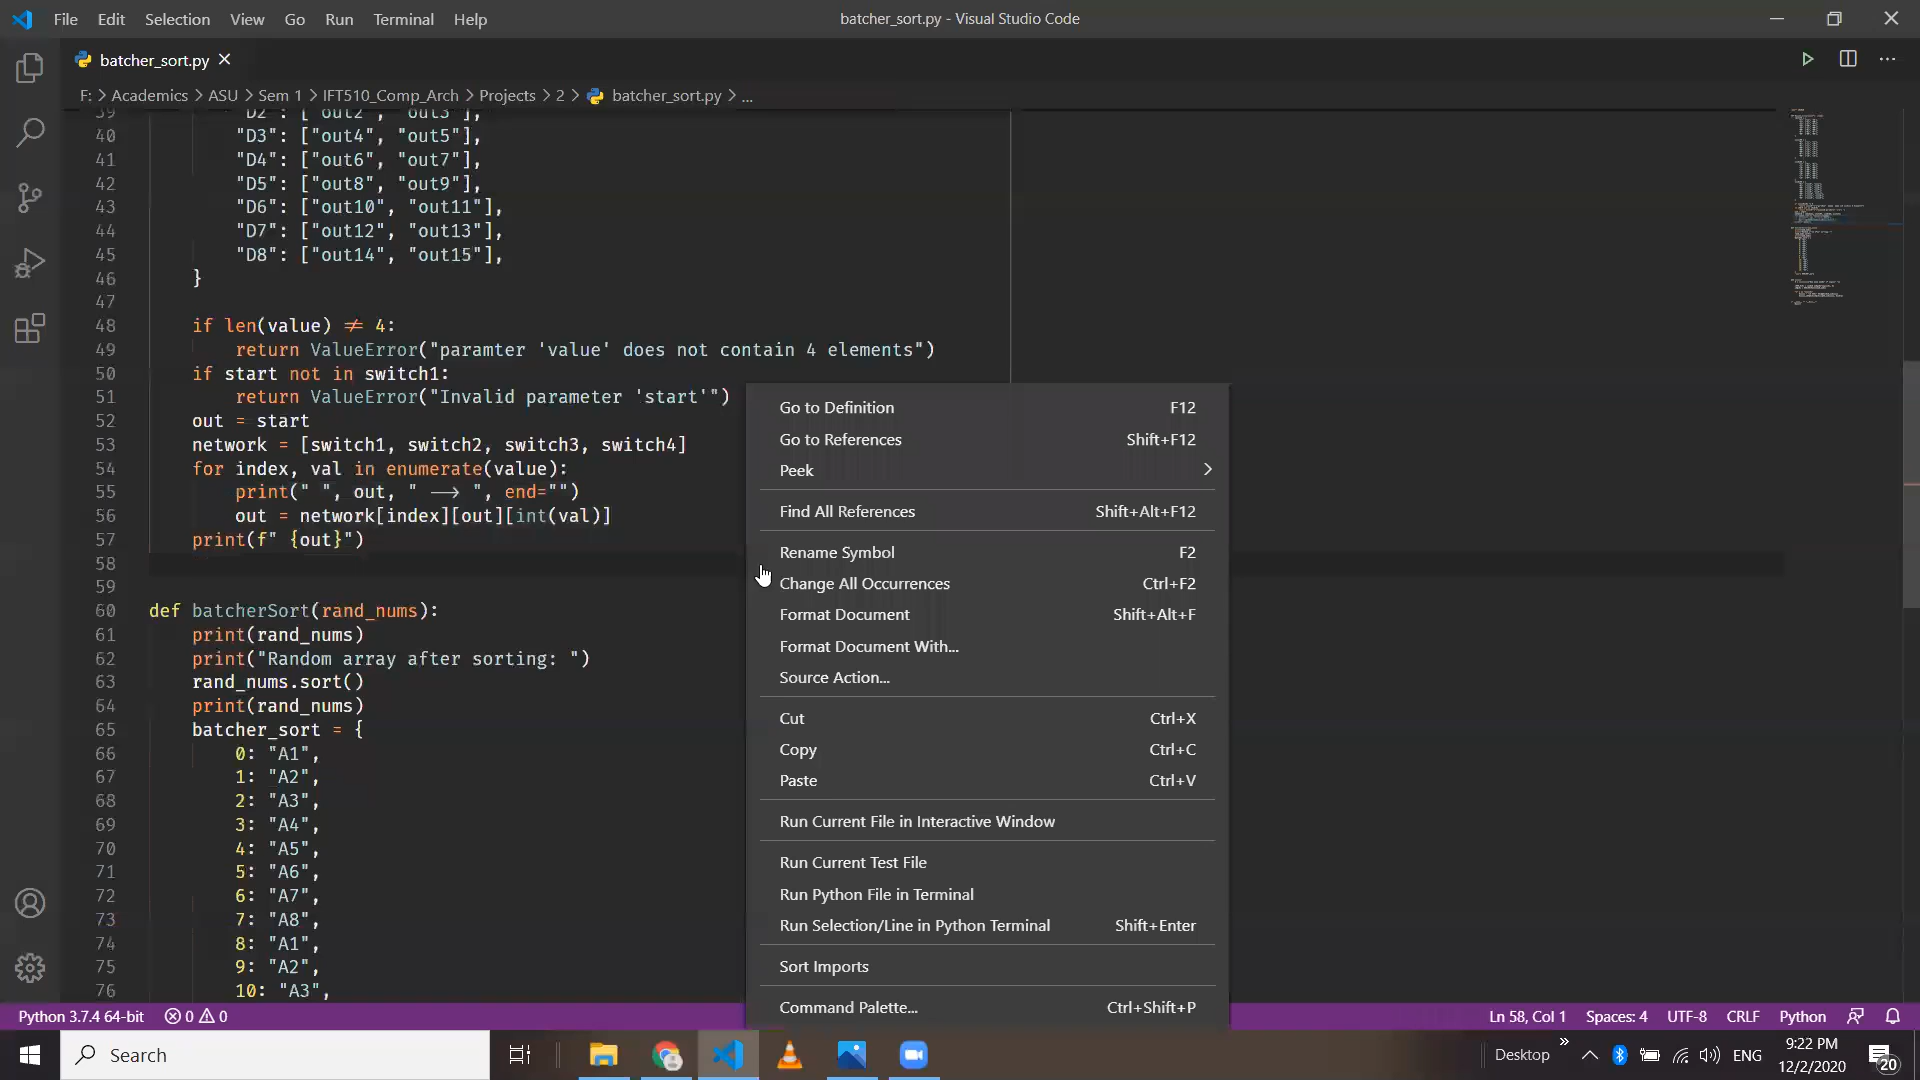 File Edit Selection View Go Run Terminal Help
batcher_sort.py - Visual Studio Code
batcher_sort.py
F: > Academics > ASU > Sem 1 > IFT510_Comp_Arch > Projects > 2 > batcher_sort.py > ...
39 "D2": ["out2", "out3"],
40 "D3": ["out4", "out5"],
41 "D4": ["out6", "out7"],
42 "D5": ["out8", "out9"],
43 "D6": ["out10", "out11"],
44 "D7": ["out12", "out13"],
45 "D8": ["out14", "out15"],
46 }
47
48 if len(value) ≠ 4:
49 return ValueError("paramter 'value' does not contain 4 elements")
50 if start not in switch1:
51 return ValueError("Invalid parameter 'start'")
52 out = start
53 network = [switch1, switch2, switch3, switch4]
54 for index, val in enumerate(value):
55 print(" ", out, " ⟶ ", end="")
56 out = network[index][out][int(val)]
57 print(f" {out}")
58
59
60 def batcherSort(rand_nums):
61 print(rand_nums)
62 print("Random array after sorting: ")
63 rand_nums.sort()
64 print(rand_nums)
65 batcher_sort = {
66 0: "A1",
67 1: "A2",
68 2: "A3",
69 3: "A4",
70 4: "A5",
71 5: "A6",
72 6: "A7",
73 7: "A8",
74 8: "A1",
75 9: "A2",
76 10: "A3",
Go to Definition F12
Go to References Shift+F12
Peek
Find All References Shift+Alt+F12
Rename Symbol F2
Change All Occurrences Ctrl+F2
Format Document Shift+Alt+F
Format Document With...
Source Action...
Cut Ctrl+X
Copy Ctrl+C
Paste Ctrl+V
Run Current File in Interactive Window
Run Current Test File
Run Python File in Terminal
Run Selection/Line in Python Terminal Shift+Enter
Sort Imports
Command Palette... Ctrl+Shift+P
Python 3.7.4 64-bit 0 0 Ln 58, Col 1 Spaces: 4 UTF-8 CRLF Python
Search
Desktop » ENG
9:22 PM
12/2/2020
20